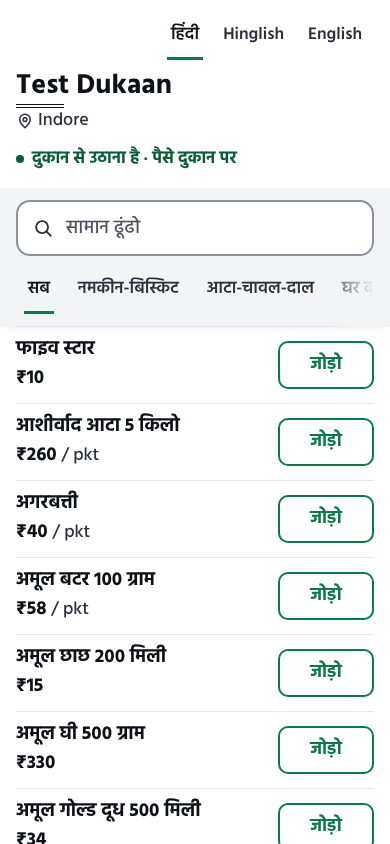 हिंदी Hinglish English
Test Dukaan
Indore
दुकान से उठाना है · पैसे दुकान पर
सामान ढूंढो
सब नमकीन-बिस्किट आटा-चावल-दाल घर
फाइव स्टार
₹10
जोड़ो
आशीर्वाद आटा 5 किलो
₹260 / pkt
जोड़ो
अगरबत्ती
₹40 / pkt
जोड़ो
अमूल बटर 100 ग्राम
₹58 / pkt
जोड़ो
अमूल छाछ 200 मिली
₹15
जोड़ो
अमूल घी 500 ग्राम
₹330
जोड़ो
अमूल गोल्ड दूध 500 मिली
₹34
जोड़ो